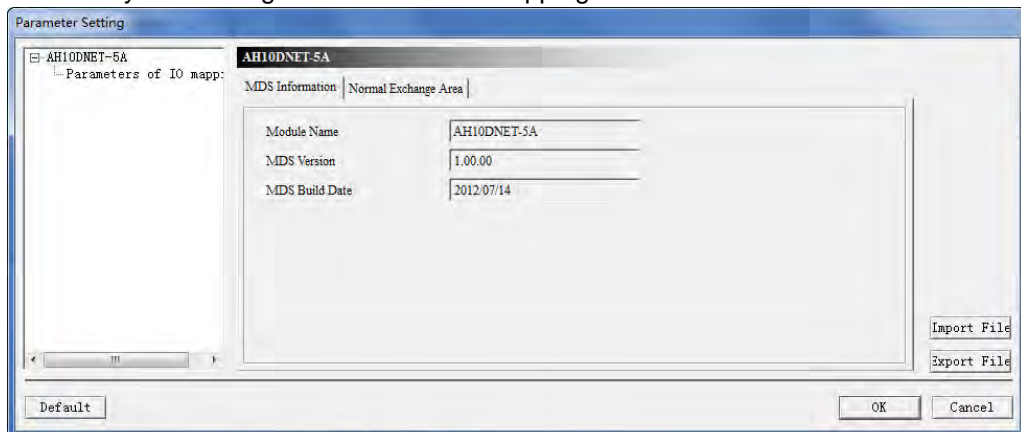 Parameter Setting
AH10DNET-5A
Parameters of IO mapp:
AH10DNET-5A
MDS Information
Normal Exchange Area
Module Name
AH10DNET-5A
MDS Version
1.00.00
MDS Build Date
2012/07/14
Import File
Export File
Default
OK
Cancel